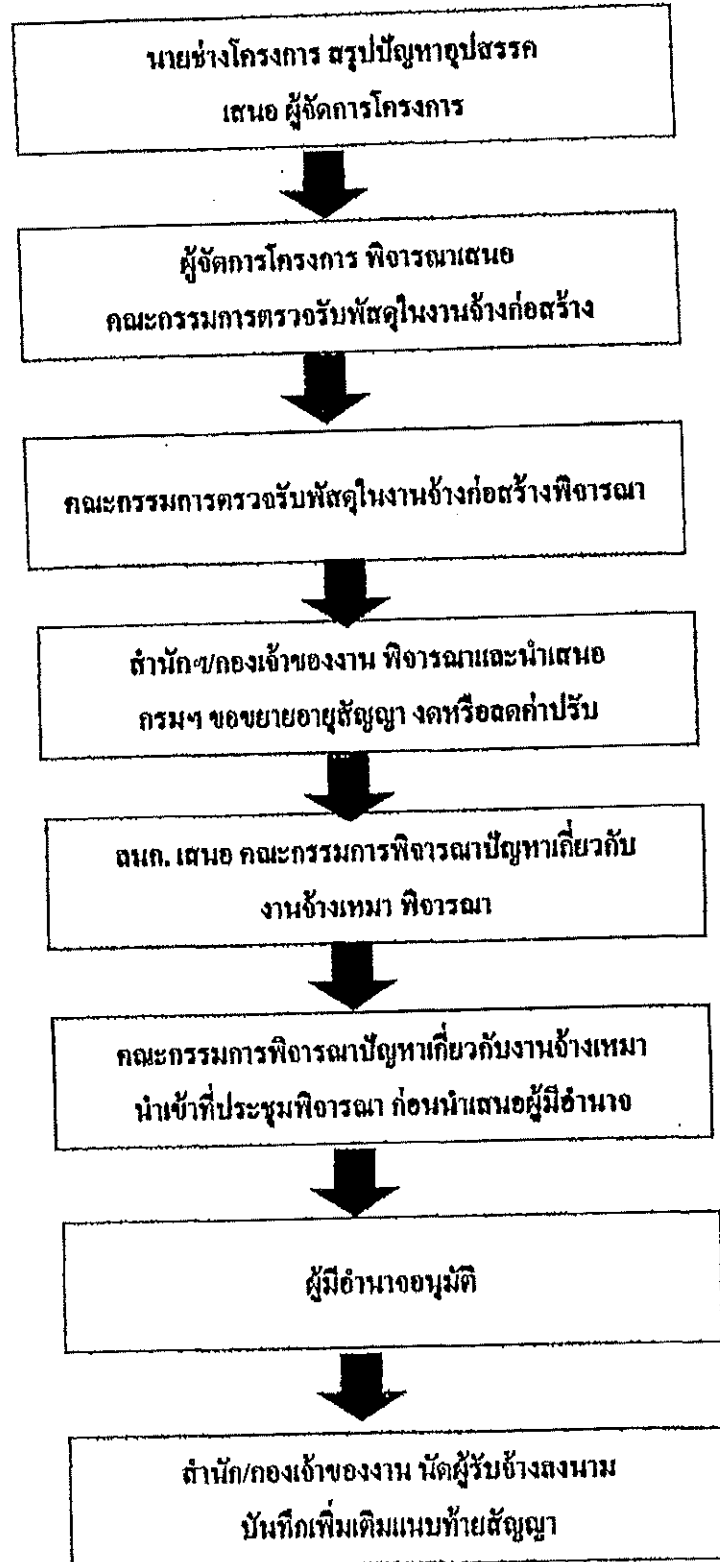 นายช่างโครงการ สรุปปัญหาอุปสรรค
เสนอ ผู้จัดการโครงการ
ผู้จัดการโครงการ พิจารณาเสนอ
คณะกรรมการตรวจรับพัสดุในงานจ้างก่อสร้าง
คณะกรรมการตรวจรับพัสดุในงานจ้างก่อสร้างพิจารณา
สำนักฯ/กองเจ้าของงาน พิจารณาและนำเสนอ
กรมฯ ขอขยายอายุสัญญา งดหรือลดค่าปรับ
ลนก. เสนอ คณะกรรมการพิจารณาปัญหาเกี่ยวกับ
งานจ้างเหมา พิจารณา
คณะกรรมการพิจารณาปัญหาเกี่ยวกับงานจ้างเหมา
นำเข้าที่ประชุมพิจารณา ก่อนนำเสนอผู้มีอำนาจ
ผู้มีอำนาจอนุมัติ
สำนัก/กองเจ้าของงาน นัดผู้รับจ้างลงนาม
บันทึกเพิ่มเติมแนบท้ายสัญญา